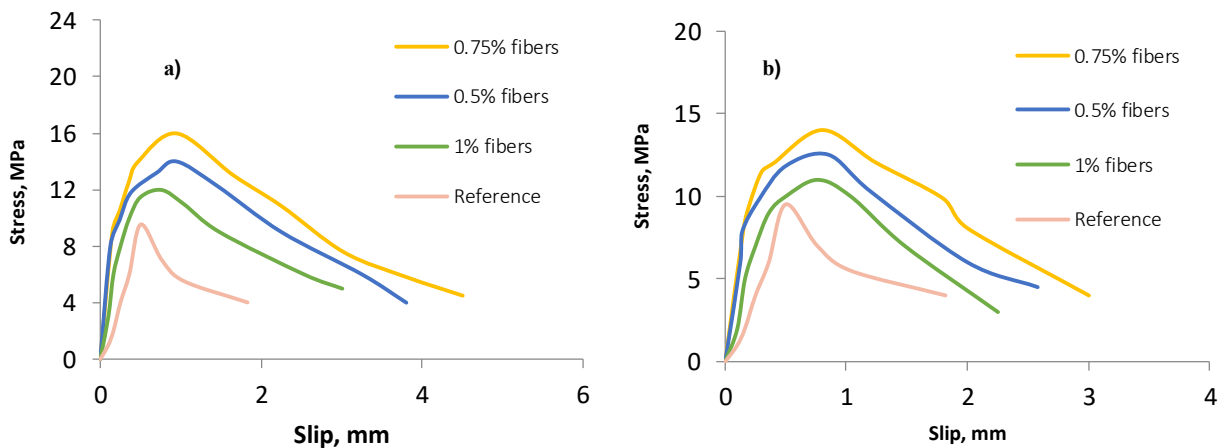 24
20
16
12
8
4
0
Stress, MPa
a)
0.75% fibers
0.5% fibers
1% fibers
Reference
0 2 4 6
Slip, mm
20
15
10
5
0
Stress, MPa
b)
0.75% fibers
0.5% fibers
1% fibers
Reference
0 1 2 3 4
Slip, mm